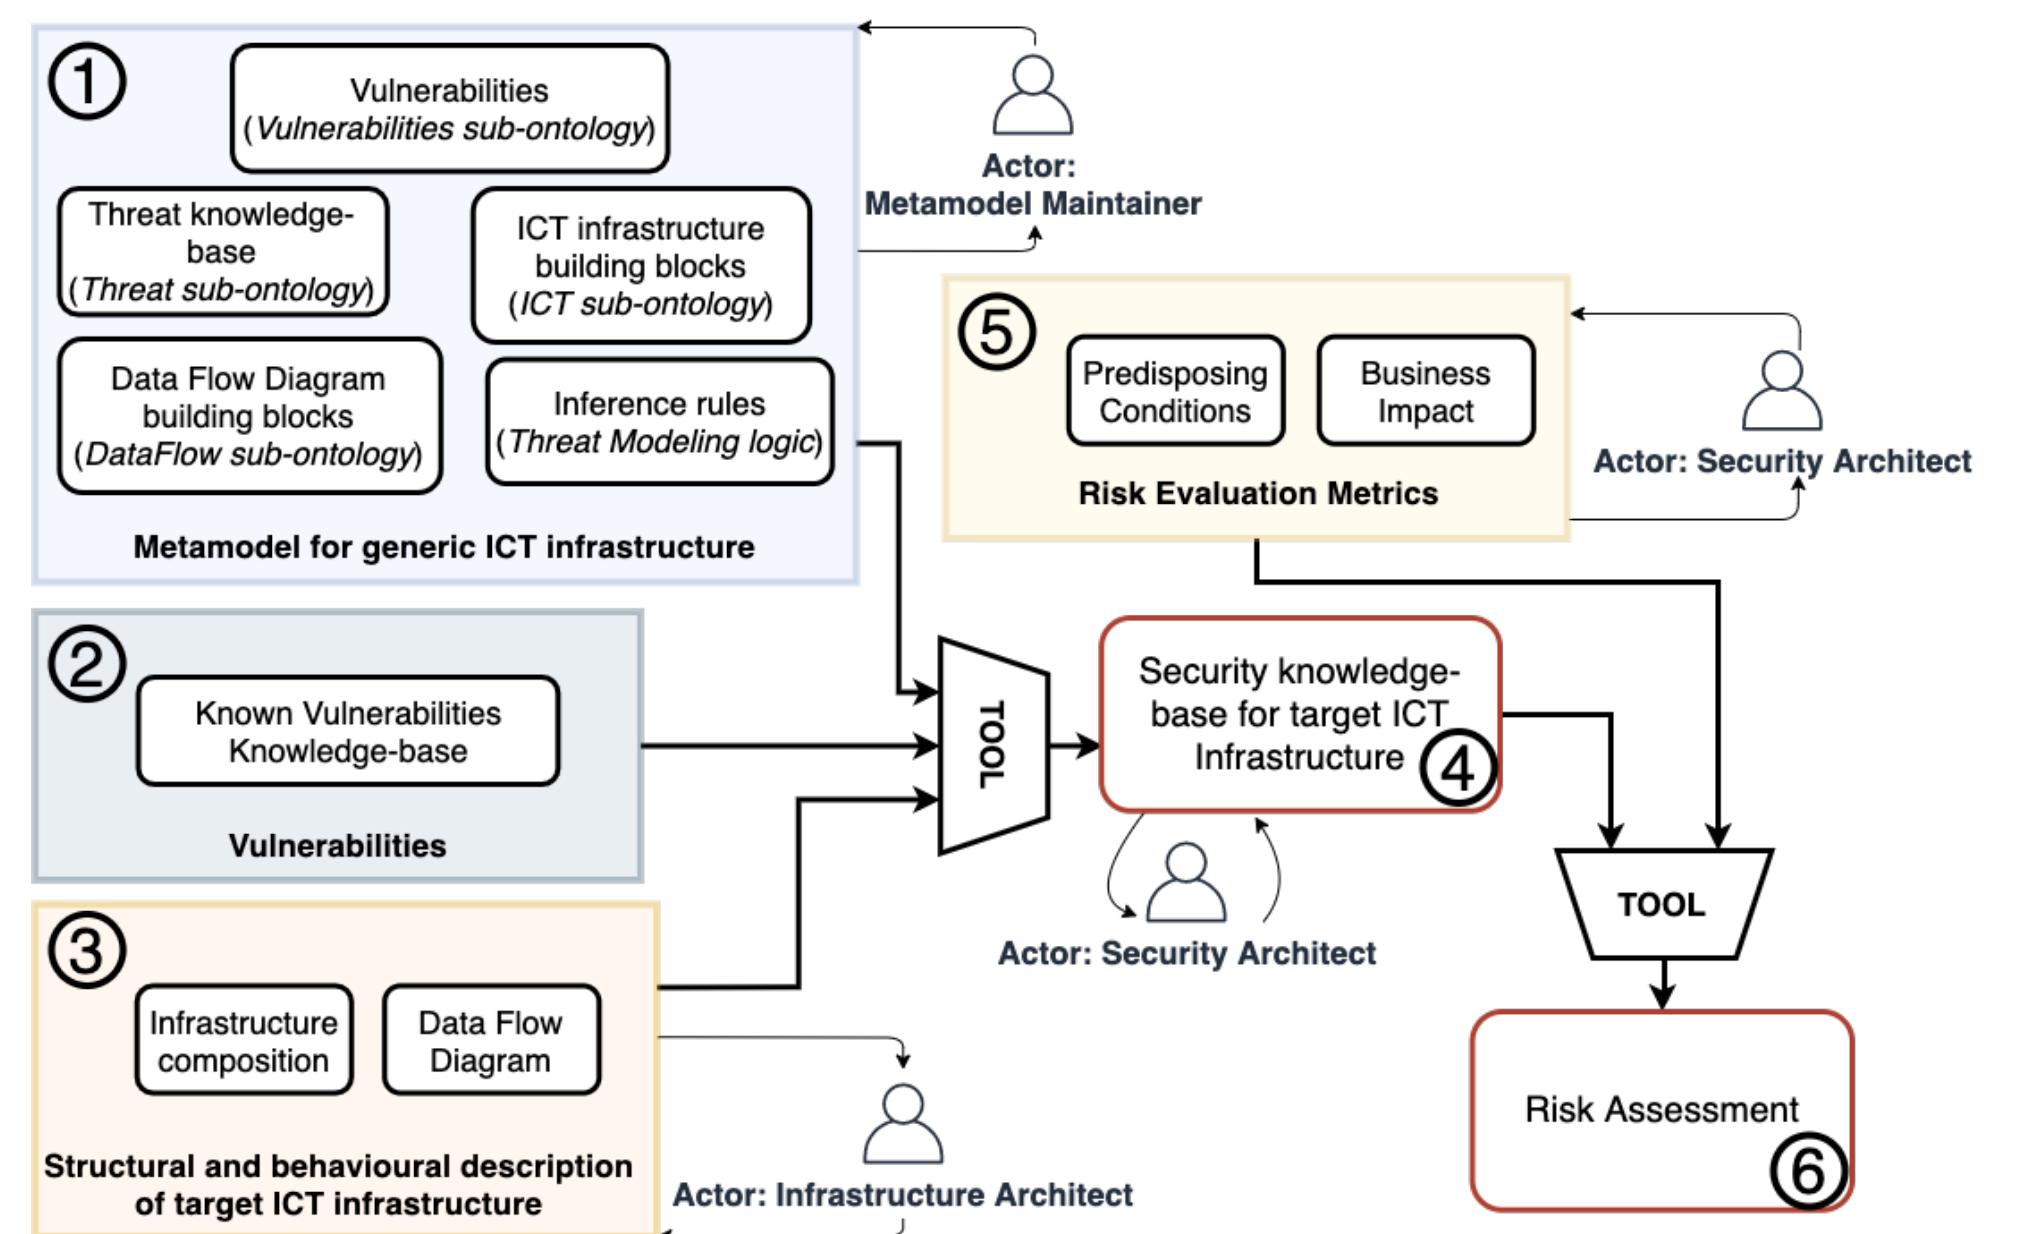 1
Vulnerabilities
(Vulnerabilities sub-ontology)
Threat knowledge-
base
(Threat sub-ontology)
ICT infrastructure
building blocks
(ICT sub-ontology)
Data Flow Diagram
building blocks
(DataFlow sub-ontology)
Inference rules
(Threat Modeling logic)
Metamodel for generic ICT infrastructure
Actor:
Metamodel Maintainer
5
Predisposing
Conditions
Business
Impact
Risk Evaluation Metrics
Actor: Security Architect
2
Known Vulnerabilities
Knowledge-base
Vulnerabilities
TOOL
Security knowledge-
base for target ICT
Infrastructure
4
Actor: Security Architect
TOOL
3
Infrastructure
composition
Data Flow
Diagram
Structural and behavioural description
of target ICT infrastructure
Actor: Infrastructure Architect
Risk Assessment
6